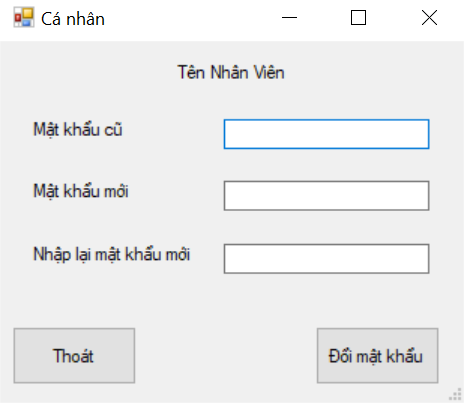 Cá nhân
Tên Nhân Viên
Mật khẩu cũ
Mật khẩu mới
Nhập lại mật khẩu mới
Thoát
Đổi mật khẩu